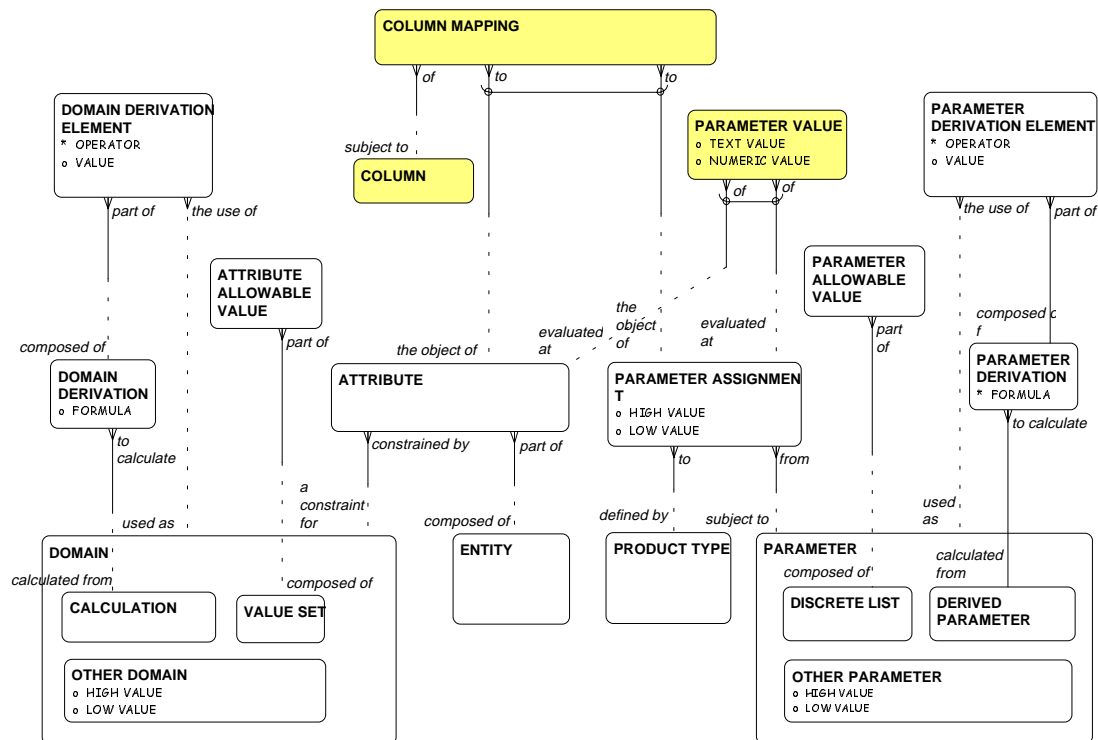 COLUMN MAPPING
of
to
to
DOMAIN DERIVATION
ELEMENT
* OPERATOR
o VALUE
PARAMETER
DERIVATION ELEMENT
* OPERATOR
o VALUE
PARAMETER VALUE
o TEXT VALUE
o NUMERIC VALUE
subject to
COLUMN
of
of
part of
the use of
the use of
part of
ATTRIBUTE
ALLOWABLE
VALUE
PARAMETER
ALLOWABLE
VALUE
composed of
part of
the object of
evaluated
at
the
object
of
evaluated
at
part
of
composed o
f
DOMAIN
DERIVATION
o FORMULA
ATTRIBUTE
PARAMETER ASSIGNMEN
T
o HIGH VALUE
o LOW VALUE
PARAMETER
DERIVATION
* FORMULA
to
calculate
constrained by
part of
to
from
to calculate
used as
a
constraint
for
composed of
defined by
subject to
used
as
DOMAIN
ENTITY
PRODUCT TYPE
PARAMETER
calculated from
composed of
composed of
calculated
from
CALCULATION
VALUE SET
DISCRETE LIST
DERIVED
PARAMETER
OTHER DOMAIN
o HIGH VALUE
o LOW VALUE
OTHER PARAMETER
o HIGH VALUE
o LOW VALUE